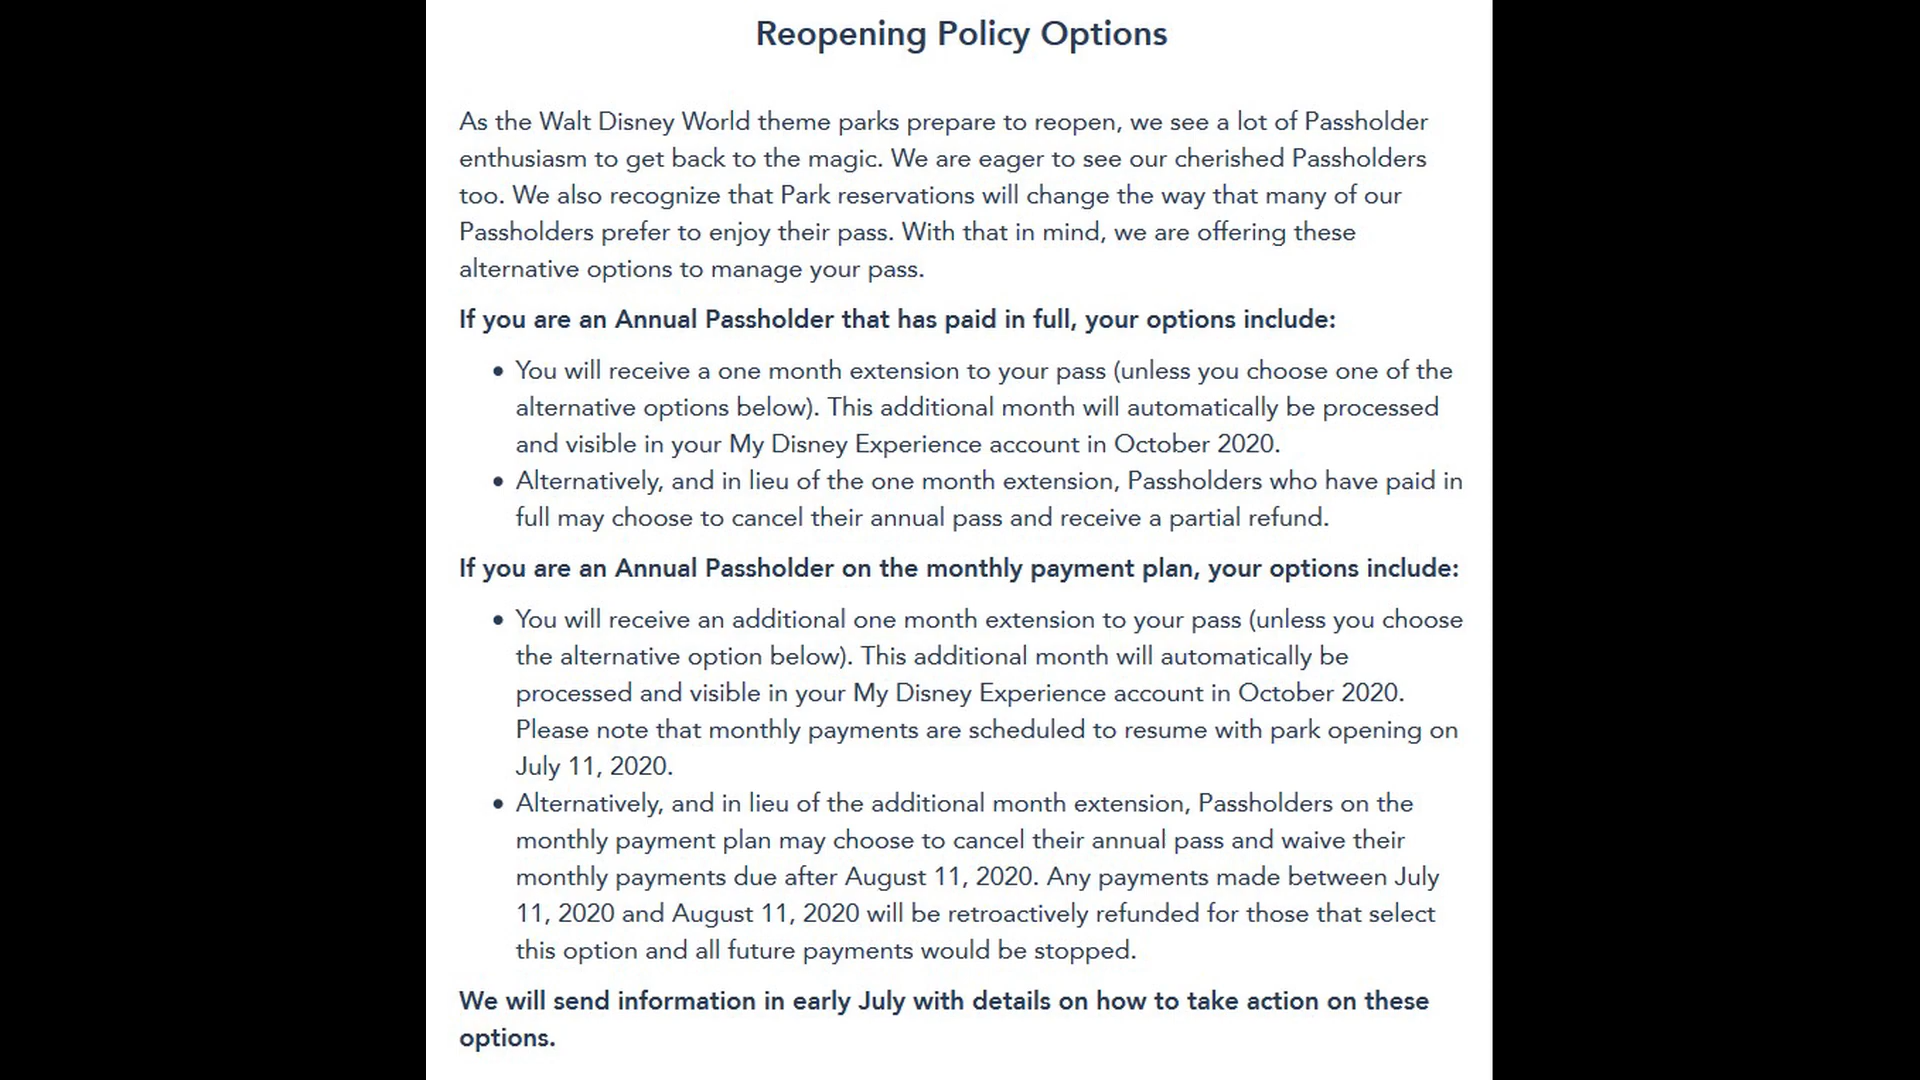 Reopening Policy Options
As the Walt Disney World theme parks prepare to reopen, we see a lot of Passholder
enthusiasm to get back to the magic. We are eager to see our cherished Passholders
too. We also recognize that Park reservations will change the way that many of our
Passholders prefer to enjoy their pass. With that in mind, we are offering these
alternative options to manage your pass.
If you are an Annual Passholder that has paid in full, your options include:
• You will receive a one month extension to your pass (unless you choose one of the
alternative options below). This additional month will automatically be processed
and visible in your My Disney Experience account in October 2020.
• Alternatively, and in lieu of the one month extension, Passholders who have paid in
full may choose to cancel their annual pass and receive a partial refund.
If you are an Annual Passholder on the monthly payment plan, your options include:
• You will receive an additional one month extension to your pass (unless you choose
the alternative option below). This additional month will automatically be
processed and visible in your My Disney Experience account in October 2020.
Please note that monthly payments are scheduled to resume with park opening on
July 11, 2020.
• Alternatively, and in lieu of the additional month extension, Passholders on the
monthly payment plan may choose to cancel their annual pass and waive their
monthly payments due after August 11, 2020. Any payments made between July
11, 2020 and August 11, 2020 will be retroactively refunded for those that select
this option and all future payments would be stopped.
We will send information in early July with details on how to take action on these
options.